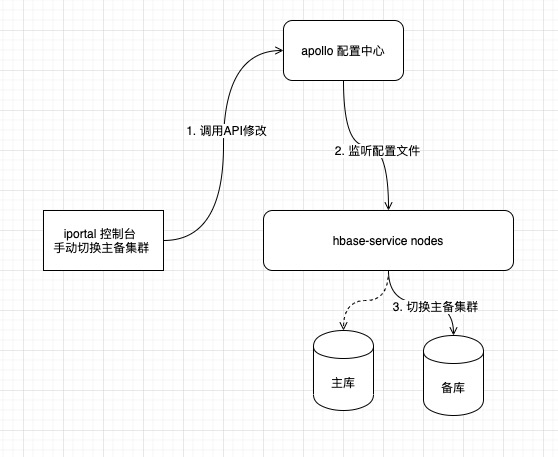 apollo 配置中心
1. 调用API修改
2. 监听配置文件
iportal 控制台
手动切换主备集群
hbase-service nodes
3. 切换主备集群
主库
备库